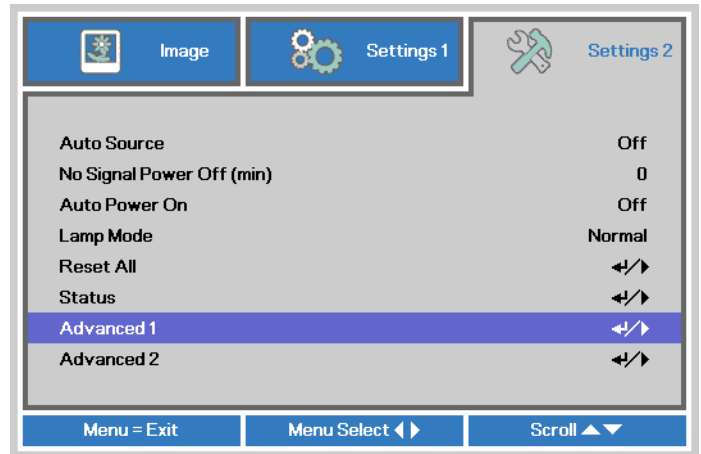 Image Settings 1 Settings 2
Auto Source Off
No Signal Power Off (min) 0
Auto Power On Off
Lamp Mode Normal
Reset All ↵/▶
Status ↵/▶
Advanced 1 ↵/▶
Advanced 2 ↵/▶
Menu = Exit Menu Select ◀▶ Scroll ▲▼